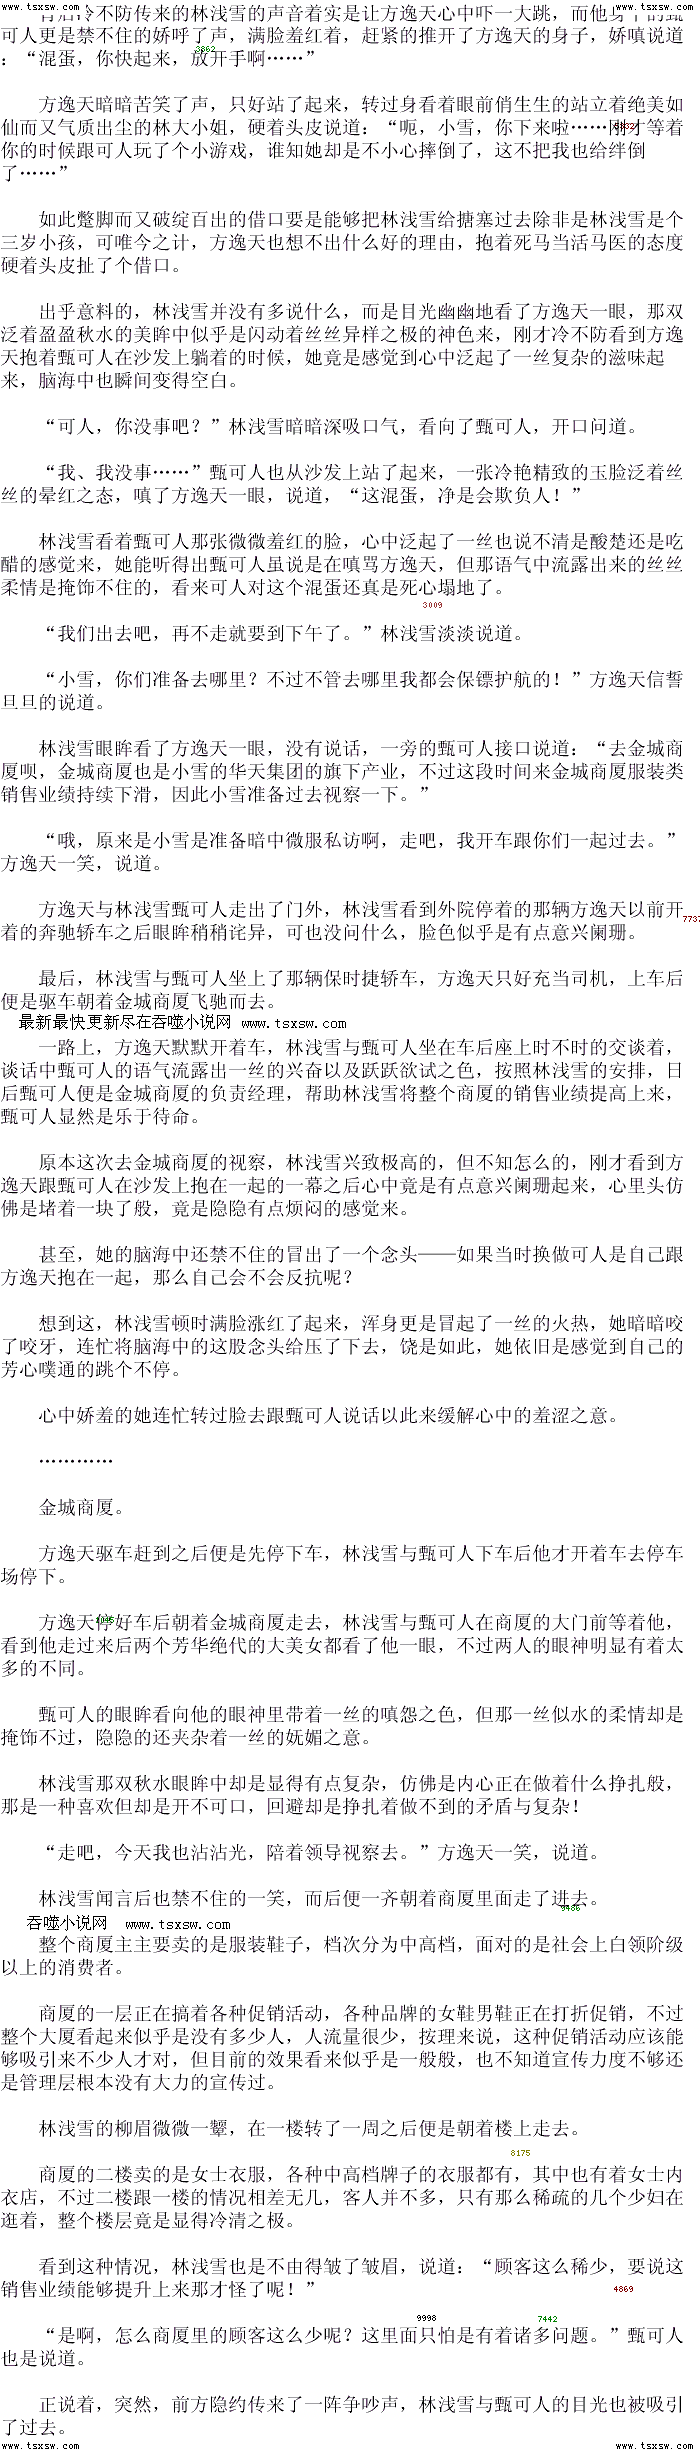 www.tsxsw.com www.tsxsw.com
冷不防传来的林浅雪的声音着实是让方逸天心中吓一大跳，而他身下的甄
可人更是禁不住的娇呼了声，满脸羞红着，赶紧的推开了方逸天的身子，娇嗔说道
：“混蛋，你快起来，放开手啊……”
3862
方逸天暗暗苦笑了声，只好站了起来，转过身看着眼前俏生生的站立着绝美如
仙而又气质出尘的林大小姐，硬着头皮说道：“呃，小雪，你下来啦……刚才等着
你的时候跟可人玩了个小游戏，谁知她却是不小心摔倒了，这不把我也给绊倒
了……”
如此蹩脚而又破绽百出的借口要是能够把林浅雪给搪塞过去除非是林浅雪是个
三岁小孩，可唯今之计，方逸天也想不出什么好的理由，抱着死马当活马医的态度
硬着头皮扯了个借口。
出乎意料的，林浅雪并没有多说什么，而是目光幽幽地看了方逸天一眼，那双
泛着盈盈秋水的美眸中似乎是闪动着丝丝异样之极的神色来，刚才冷不防看到方逸
天抱着甄可人在沙发上躺着的时候，她竟是感觉到心中泛起了一丝复杂的滋味起
来，脑海中也瞬间变得空白。
“可人，你没事吧？”林浅雪暗暗深吸口气，看向了甄可人，开口问道。
“我、我没事……”甄可人也从沙发上站了起来，一张冷艳精致的玉脸泛着丝
丝的晕红之态，嗔了方逸天一眼，说道，“这混蛋，净是会欺负人！”
林浅雪看着甄可人那张微微羞红的脸，心中泛起了一丝也说不清是酸楚还是吃
醋的感觉来，她能听得出甄可人虽说是在嗔骂方逸天，但那语气中流露出来的丝丝
柔情是掩饰不住的，看来可人对这个混蛋还真是死心塌地了。
3009
“我们出去吧，再不走就要到下午了。”林浅雪淡淡说道。
“小雪，你们准备去哪里？不过不管去哪里我都会保镖护航的！”方逸天信誓
旦旦的说道。
林浅雪眼眸看了方逸天一眼，没有说话，一旁的甄可人接口说道：“去金城商
厦呗，金城商厦也是小雪的华天集团的旗下产业，不过这段时间来金城商厦服装类
销售业绩持续下滑，因此小雪准备过去视察一下。”
“哦，原来是小雪是准备暗中微服私访啊，走吧，我开车跟你们一起过去。”
方逸天一笑，说道。
方逸天与林浅雪甄可人走出了门外，林浅雪看到外院停着的那辆方逸天以前开
7737
着的奔驰轿车之后眼眸稍稍诧异，可也没问什么，脸色似乎是有点意兴阑珊。
最后，林浅雪与甄可人坐上了那辆保时捷轿车，方逸天只好充当司机，上车后
便是驱车朝着金城商厦飞驰而去。
最新最快更新尽在吞噬小说网 www.tsxsw.com
一路上，方逸天默默开着车，林浅雪与甄可人坐在车后座上时不时的交谈着，
谈话中甄可人的语气流露出一丝的兴奋以及跃跃欲试之色，按照林浅雪的安排，日
后甄可人便是金城商厦的负责经理，帮助林浅雪将整个商厦的销售业绩提高上来，
甄可人显然是乐于待命。
原本这次去金城商厦的视察，林浅雪兴致极高的，但不知怎么的，刚才看到方
逸天跟甄可人在沙发上抱在一起的一幕之后心中竟是有点意兴阑珊起来，心里头仿
佛是堵着一块了般，竟是隐隐有点烦闷的感觉来。
甚至，她的脑海中还禁不住的冒出了一个念头——如果当时换做可人是自己跟
方逸天抱在一起，那么自己会不会反抗呢？
想到这，林浅雪顿时满脸涨红了起来，浑身更是冒起了一丝的火热，她暗暗咬
了咬牙，连忙将脑海中的这股念头给压了下去，饶是如此，她依旧是感觉到自己的
芳心噗通的跳个不停。
心中娇羞的她连忙转过脸去跟甄可人说话以此来缓解心中的羞涩之意。
…………
金城商厦。
方逸天驱车赶到之后便是先停下车，林浅雪与甄可人下车后他才开着车去停车
场停下。
方逸天停好车后朝着金城商厦走去，林浅雪与甄可人在商厦的大门前等着他，
看到他走过来后两个芳华绝代的大美女都看了他一眼，不过两人的眼神明显有着太
多的不同。
甄可人的眼眸看向他的眼神里带着一丝的嗔怨之色，但那一丝似水的柔情却是
掩饰不过，隐隐的还夹杂着一丝的妩媚之意。
林浅雪那双秋水眼眸中却是显得有点复杂，仿佛是内心正在做着什么挣扎般，
那是一种喜欢但却是开不可口，回避却是挣扎着做不到的矛盾与复杂！
“走吧，今天我也沾沾光，陪着领导视察去。”方逸天一笑，说道。
林浅雪闻言后也禁不住的一笑，而后便一齐朝着商厦里面走了进去。
9486
吞噬小说网 www.tsxsw.com
整个商厦主主要卖的是服装鞋子，档次分为中高档，面对的是社会上白领阶级
以上的消费者。
商厦的一层正在搞着各种促销活动，各种品牌的女鞋男鞋正在打折促销，不过
整个大厦看起来似乎是没有多少人，人流量很少，按理来说，这种促销活动应该能
够吸引来不少人才对，但目前的效果看来似乎是一般般，也不知道宣传力度不够还
是管理层根本没有大力的宣传过。
林浅雪的柳眉微微一颦，在一楼转了一周之后便是朝着楼上走去。
8175
商厦的二楼卖的是女士衣服，各种中高档牌子的衣服都有，其中也有着女士内
衣店，不过二楼跟一楼的情况相差无几，客人并不多，只有那么稀疏的几个少妇在
逛着，整个楼层竟是显得冷清之极。
看到这种情况，林浅雪也是不由得皱了皱眉，说道：“顾客这么稀少，要说这
销售业绩能够提升上来那才怪了呢！”
4869
9998 7442
“是啊，怎么商厦里的顾客这么少呢？这里面只怕是有着诸多问题。”甄可人
也是说道。
正说着，突然，前方隐约传来了一阵争吵声，林浅雪与甄可人的目光也被吸引
了过去。
www.tsxsw.com www.tsxsw.com